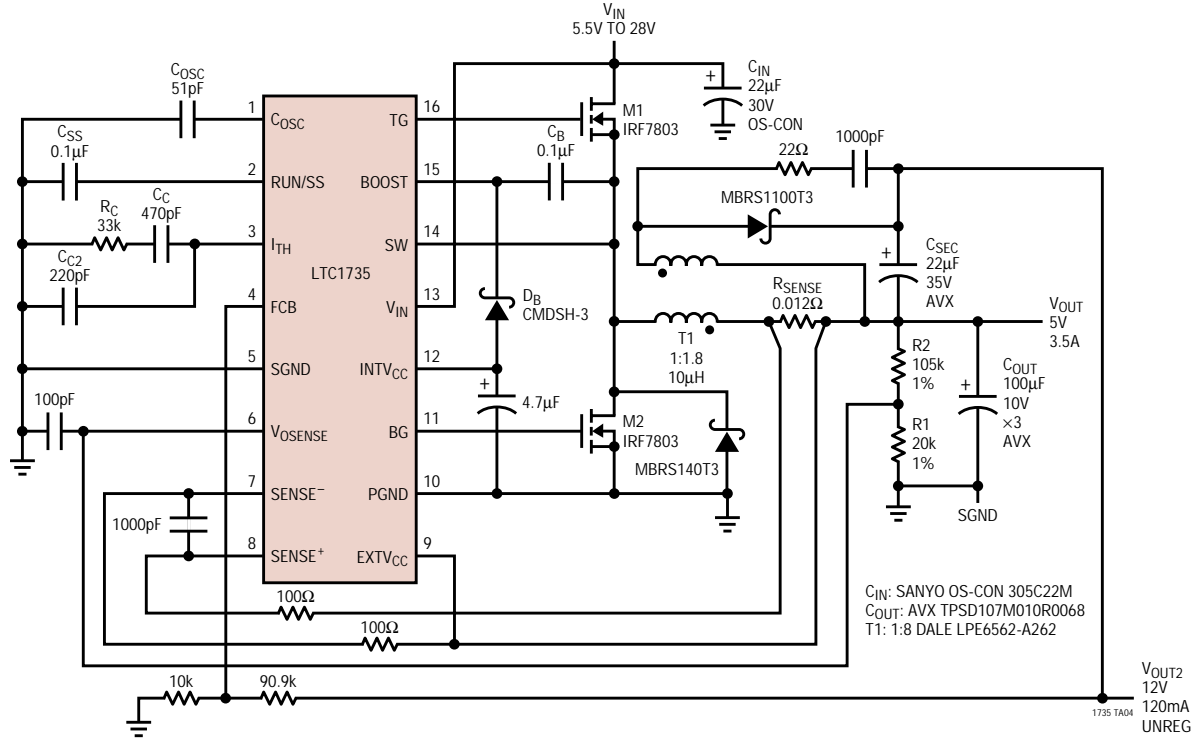 VIN
5.5V TO 28V
CIN
22µF
30V
OS-CON
COSC
51pF
1
COSC
TG
16
M1
IRF7803
CSS
0.1µF
2
RUN/SS
BOOST
15
CB
0.1µF
22Ω
1000pF
MBRS1100T3
RC
33k
CC
470pF
3
ITH
SW
14
LTC1735
CC2
220pF
4
FCB
VIN
13
DB
CMDSH-3
CSEC
22µF
35V
AVX
RSENSE
0.012Ω
VOUT
5V
3.5A
T1
1:1.8
10µH
5
SGND
INTVCC
12
4.7µF
R2
105k
1%
COUT
100µF
10V
×3
AVX
100pF
6
VOSENSE
BG
11
M2
IRF7803
MBRS140T3
R1
20k
1%
7
SENSE−
PGND
10
SGND
1000pF
8
SENSE+
EXTVCC
9
100Ω
100Ω
CIN: SANYO OS-CON 305C22M
COUT: AVX TPSD107M010R0068
T1: 1:8 DALE LPE6562-A262
10k
90.9k
1735 TA04
VOUT2
12V
120mA
UNREG